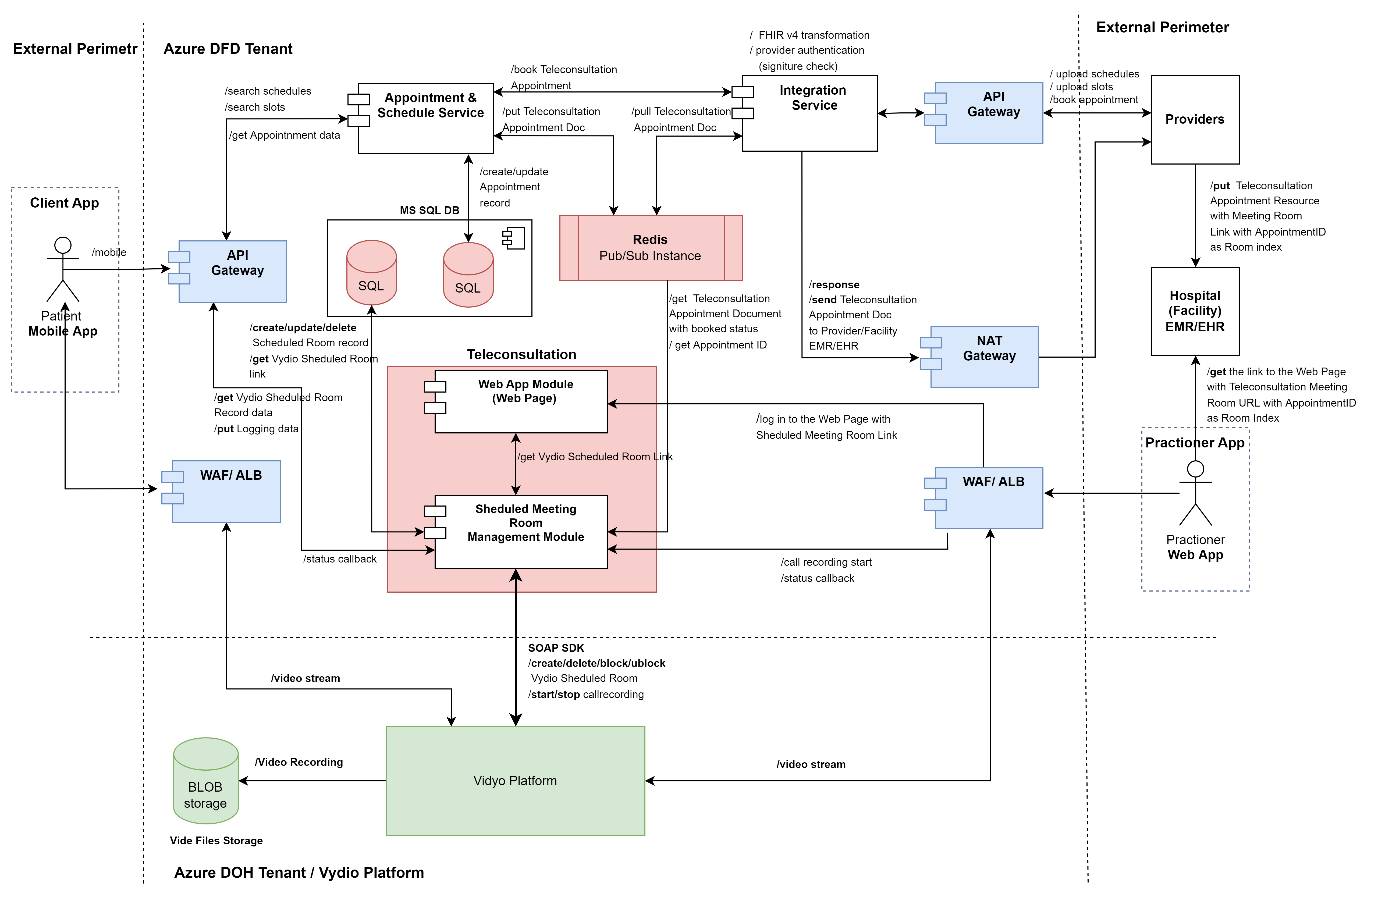 External Perimetr
Azure DFD Tenant
External Perimeter
/ FHIR v4 transformation
/ provider authentication
(signiture check)
/search schedules
/search slots
/get Appointnment data
Appointment &
Schedule Service
/book Teleconsultation
Appointment
/put Teleconsultation
Appointment Doc
/pull Teleconsultation
Appointment Doc
Integration
Service
API
Gateway
/ upload schedules
/ upload slots
/book appointment
Providers
/create/update
Appointment
record
MS SQL DB
SQL
SQL
Redis
Pub/Sub Instance
/put Teleconsultation
Appointment Resource
with Meeting Room
Link with AppointmentID
as Room index
Client App
/mobile
Patient
Mobile App
API
Gateway
/create/update/delete
Scheduled Room record
/get Vydio Sheduled Room
link
/get Vydio Sheduled Room
Record data
/put Logging data
/get Teleconsultation
Appointment Document
with booked status
/ get Appointment ID
/response
/send Teleconsultation
Appointment Doc
to Provider/Facility
EMR/EHR
NAT
Gateway
Hospital
(Facility)
EMR/EHR
/get the link to the Web Page
with Teleconsultation Meeting
Room URL with AppointmentID
as Room Index
Teleconsultation
Web App Module
(Web Page)
/get Vydio Scheduled Room Link
Sheduled Meeting
Room
Management Module
/log in to the Web Page with
Sheduled Meeting Room Link
WAF/ ALB
WAF/ ALB
Practioner App
Practioner
Web App
/status callback
/call recording start
/status callback
SOAP SDK
/create/delete/block/ublock
Vydio Sheduled Room
/start/stop callrecording
/video stream
/video stream
/Video Recording
BLOB
storage
Vidyo Platform
Vide Files Storage
Azure DOH Tenant / Vydio Platform